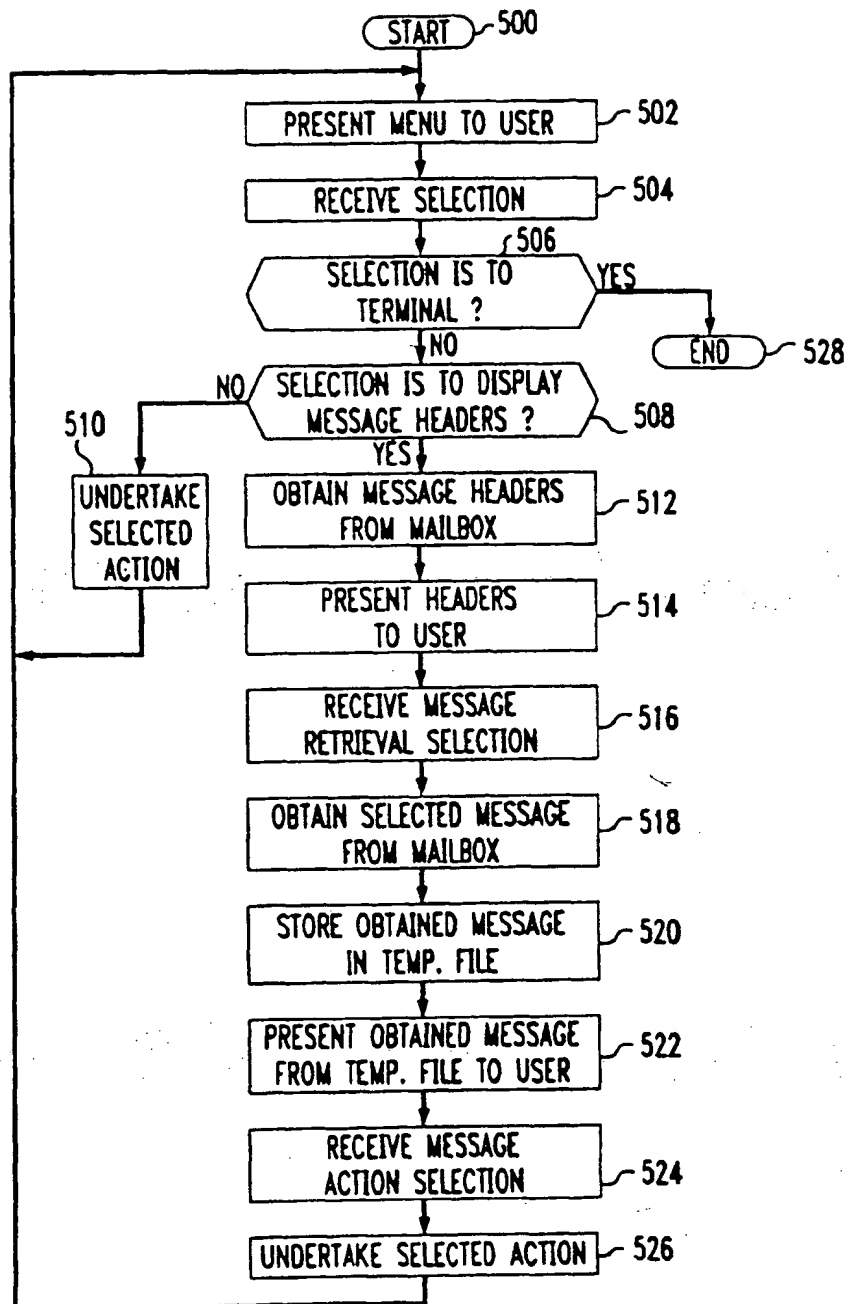 START
500
PRESENT MENU TO USER
502
RECEIVE SELECTION
504
506
SELECTION IS TO
TERMINAL ?
YES
NO
END
528
NO
SELECTION IS TO DISPLAY
MESSAGE HEADERS ?
508
YES
510
UNDERTAKE
SELECTED
ACTION
OBTAIN MESSAGE HEADERS
FROM MAILBOX
512
PRESENT HEADERS
TO USER
514
RECEIVE MESSAGE
RETRIEVAL SELECTION
516
OBTAIN SELECTED MESSAGE
FROM MAILBOX
518
STORE OBTAINED MESSAGE
IN TEMP. FILE
520
PRESENT OBTAINED MESSAGE
FROM TEMP. FILE TO USER
522
RECEIVE MESSAGE
ACTION SELECTION
524
UNDERTAKE SELECTED ACTION
526